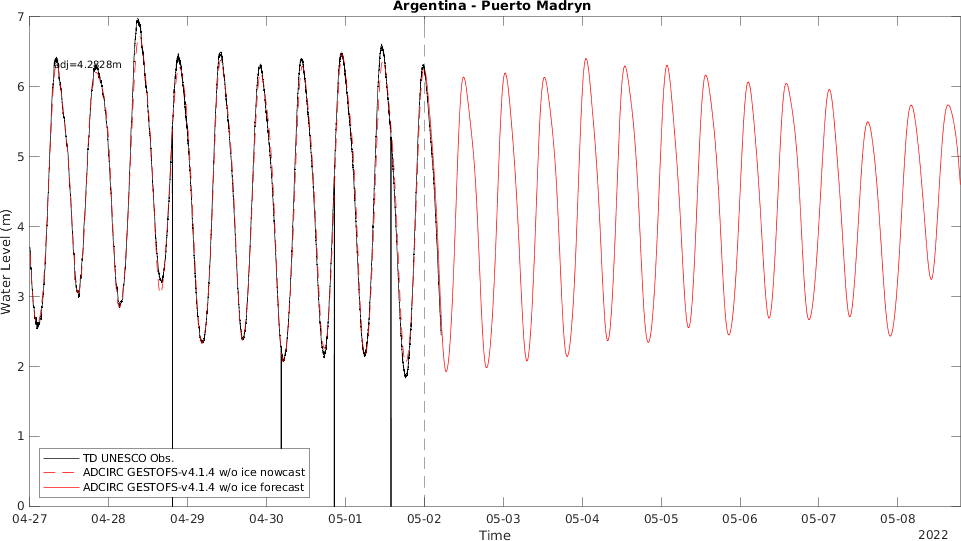 Argentina - Puerto Madryn
7
6
5
4
3
2
1
0
Water Level (m)
adj=4.2828m
TD UNESCO Obs.
ADCIRC GESTOFS-v4.1.4 w/o ice nowcast
ADCIRC GESTOFS-v4.1.4 w/o ice forecast
04-27 04-28 04-29 04-30 05-01 05-02 05-03 05-04 05-05 05-06 05-07 05-08
Time
2022